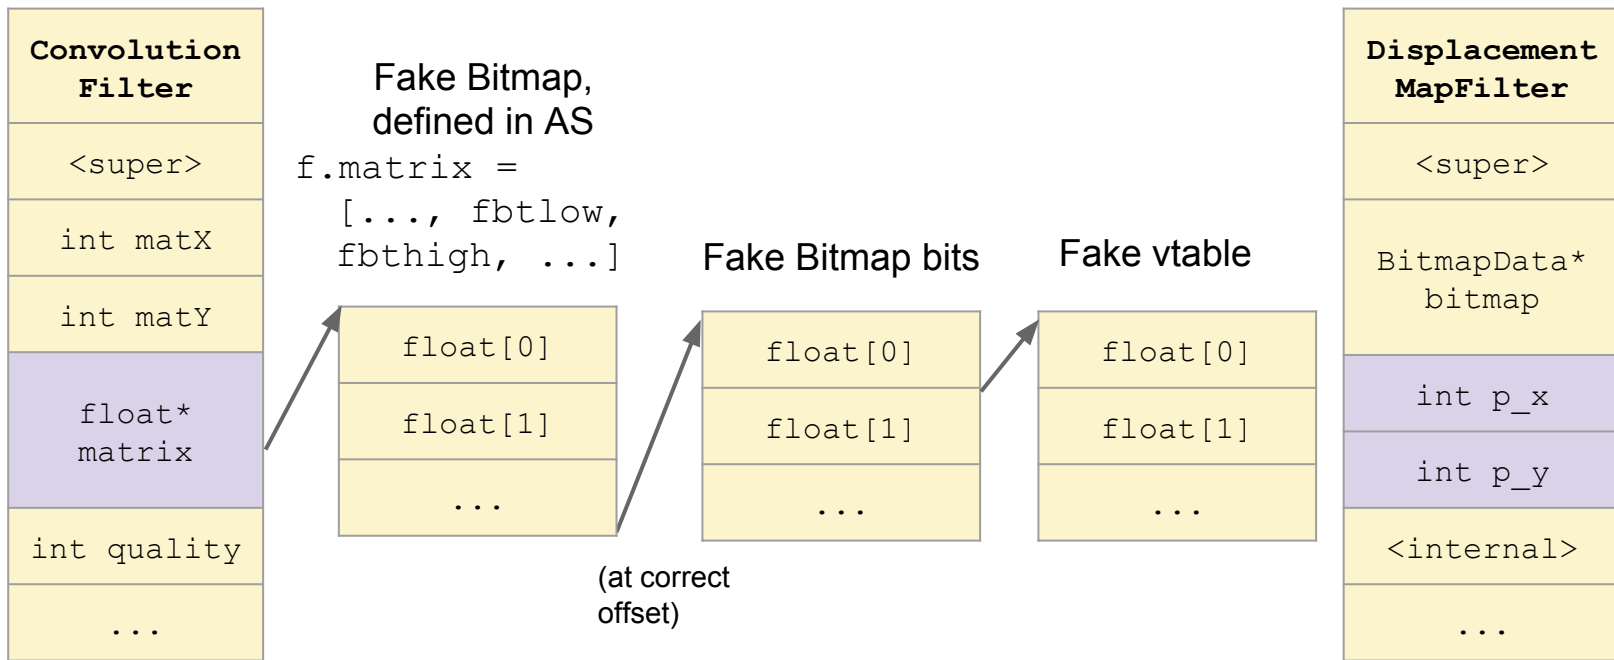 Convolution
Filter
<super>
int matX
int matY
float*
matrix
int quality
...
Fake Bitmap,
defined in AS
f.matrix =
[..., fbtlow,
fbthigh, ...]
float[0]
float[1]
...
(at correct
offset)
Fake Bitmap bits
float[0]
float[1]
...
Fake vtable
float[0]
float[1]
...
Displacement
MapFilter
<super>
BitmapData*
bitmap
int p_x
int p_y
<internal>
...